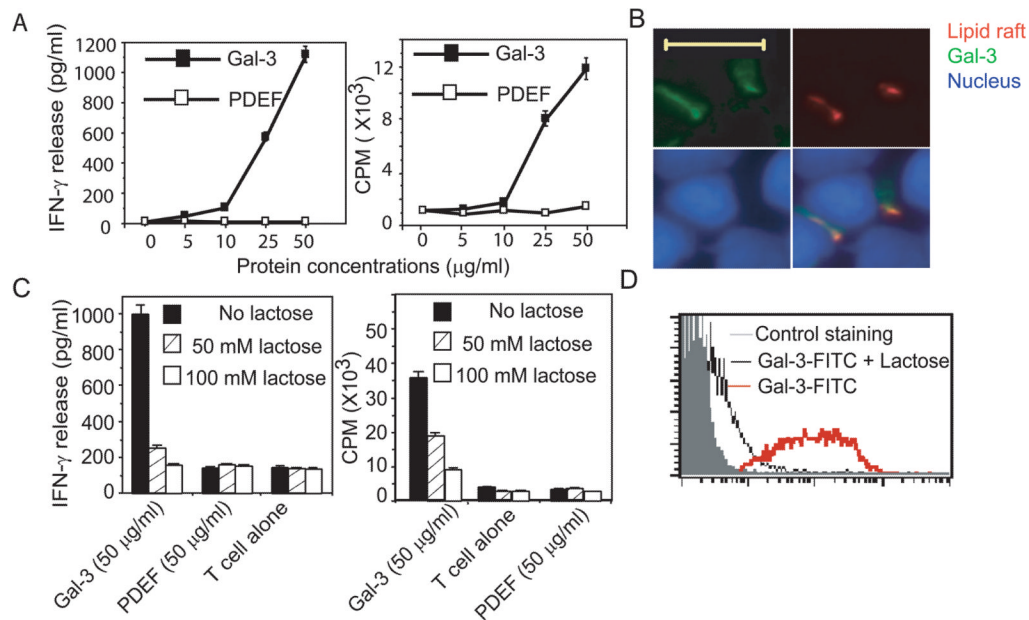 A
IFN-γ release (pg/ml)
1200
1000
800
600
400
200
0
Gal-3
PDEF
0 5 10 25 50
CPM ( X10³)
12
9
6
3
0
Gal-3
PDEF
0 5 10 25 50
Protein concentrations (μg/ml)
B
Lipid raft
Gal-3
Nucleus
C
IFN-γ release (pg/ml)
1000
800
600
400
200
0
No lactose
50 mM lactose
100 mM lactose
Gal-3 (50 μg/ml)
PDEF (50 μg/ml)
T cell alone
CPM (X10³)
50
40
30
20
10
0
No lactose
50 mM lactose
100 mM lactose
Gal-3 (50 μg/ml)
T cell alone
PDEF (50 μg/ml)
D
Control staining
Gal-3-FITC + Lactose
Gal-3-FITC